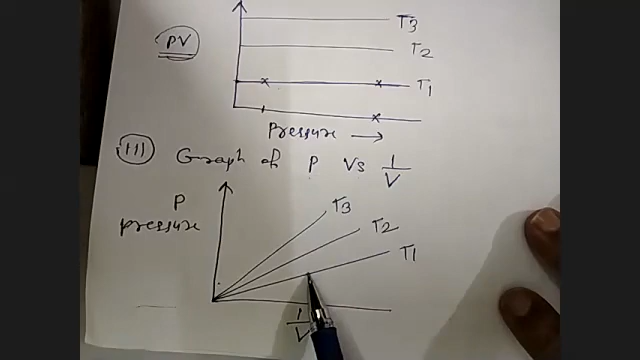 T3
PV
T2
T1
Pressure
III Graph of P Vs 1/V
P
pressure
T3
T2
T1
1/V